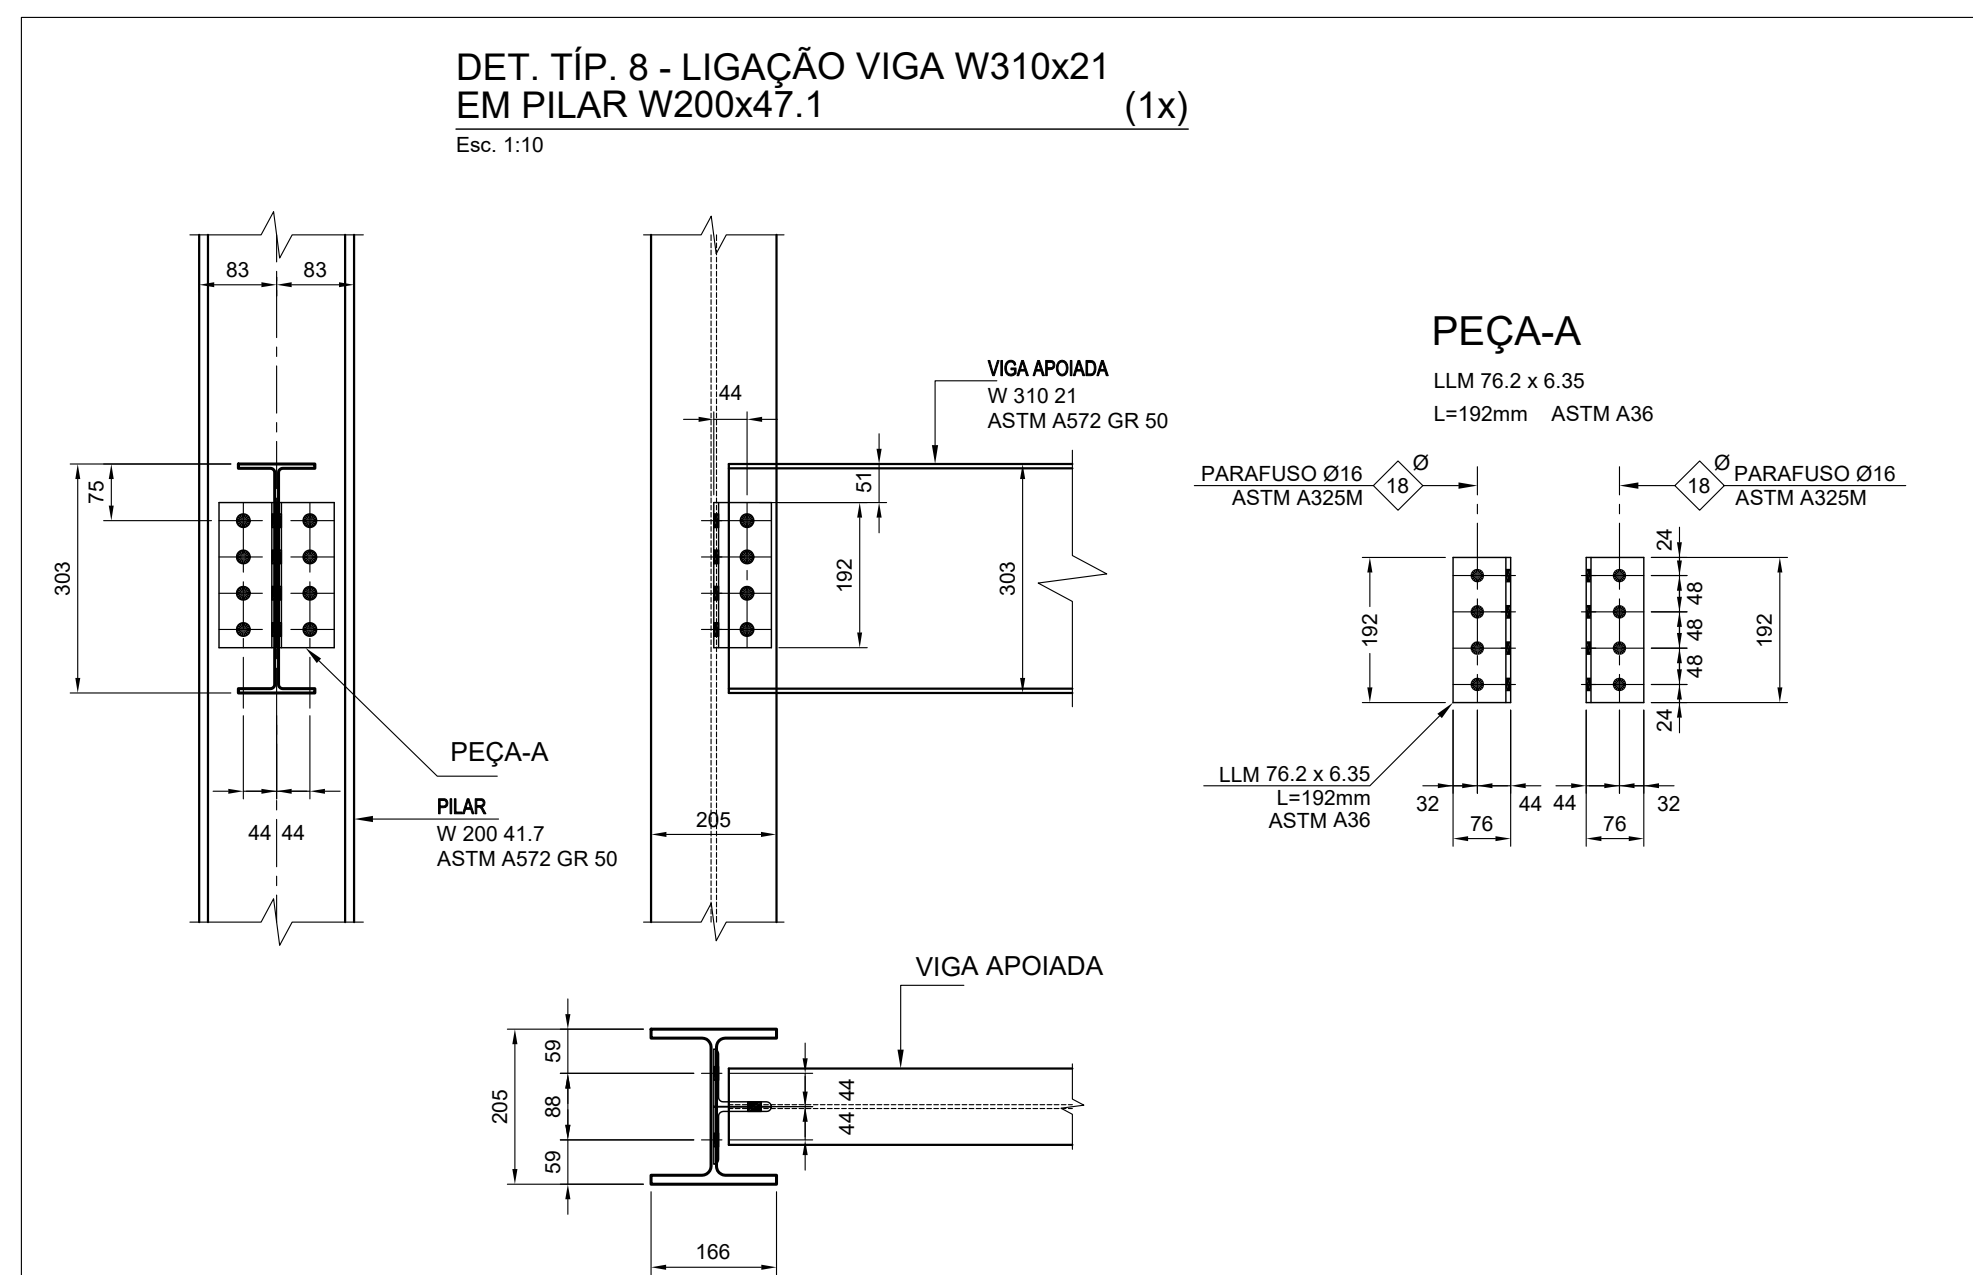 DET. TÍP. 8 - LIGAÇÃO VIGA W310x21
EM PILAR W200x47.1 (1x)
Esc. 1:10
83 83
75
303
PEÇA-A
PILAR
W 200 41.7
ASTM A572 GR 50
44 44
44
VIGA APOIADA
W 310 21
ASTM A572 GR 50
51
192
303
205
PEÇA-A
LLM 76.2 x 6.35
L=192mm ASTM A36
PARAFUSO Ø16
ASTM A325M
18
Ø
18
Ø
PARAFUSO Ø16
ASTM A325M
192
24
48
48
48
24
192
LLM 76.2 x 6.35
L=192mm
ASTM A36
32 44 44 32
76 76
VIGA APOIADA
59
88
59
205
44
44
166